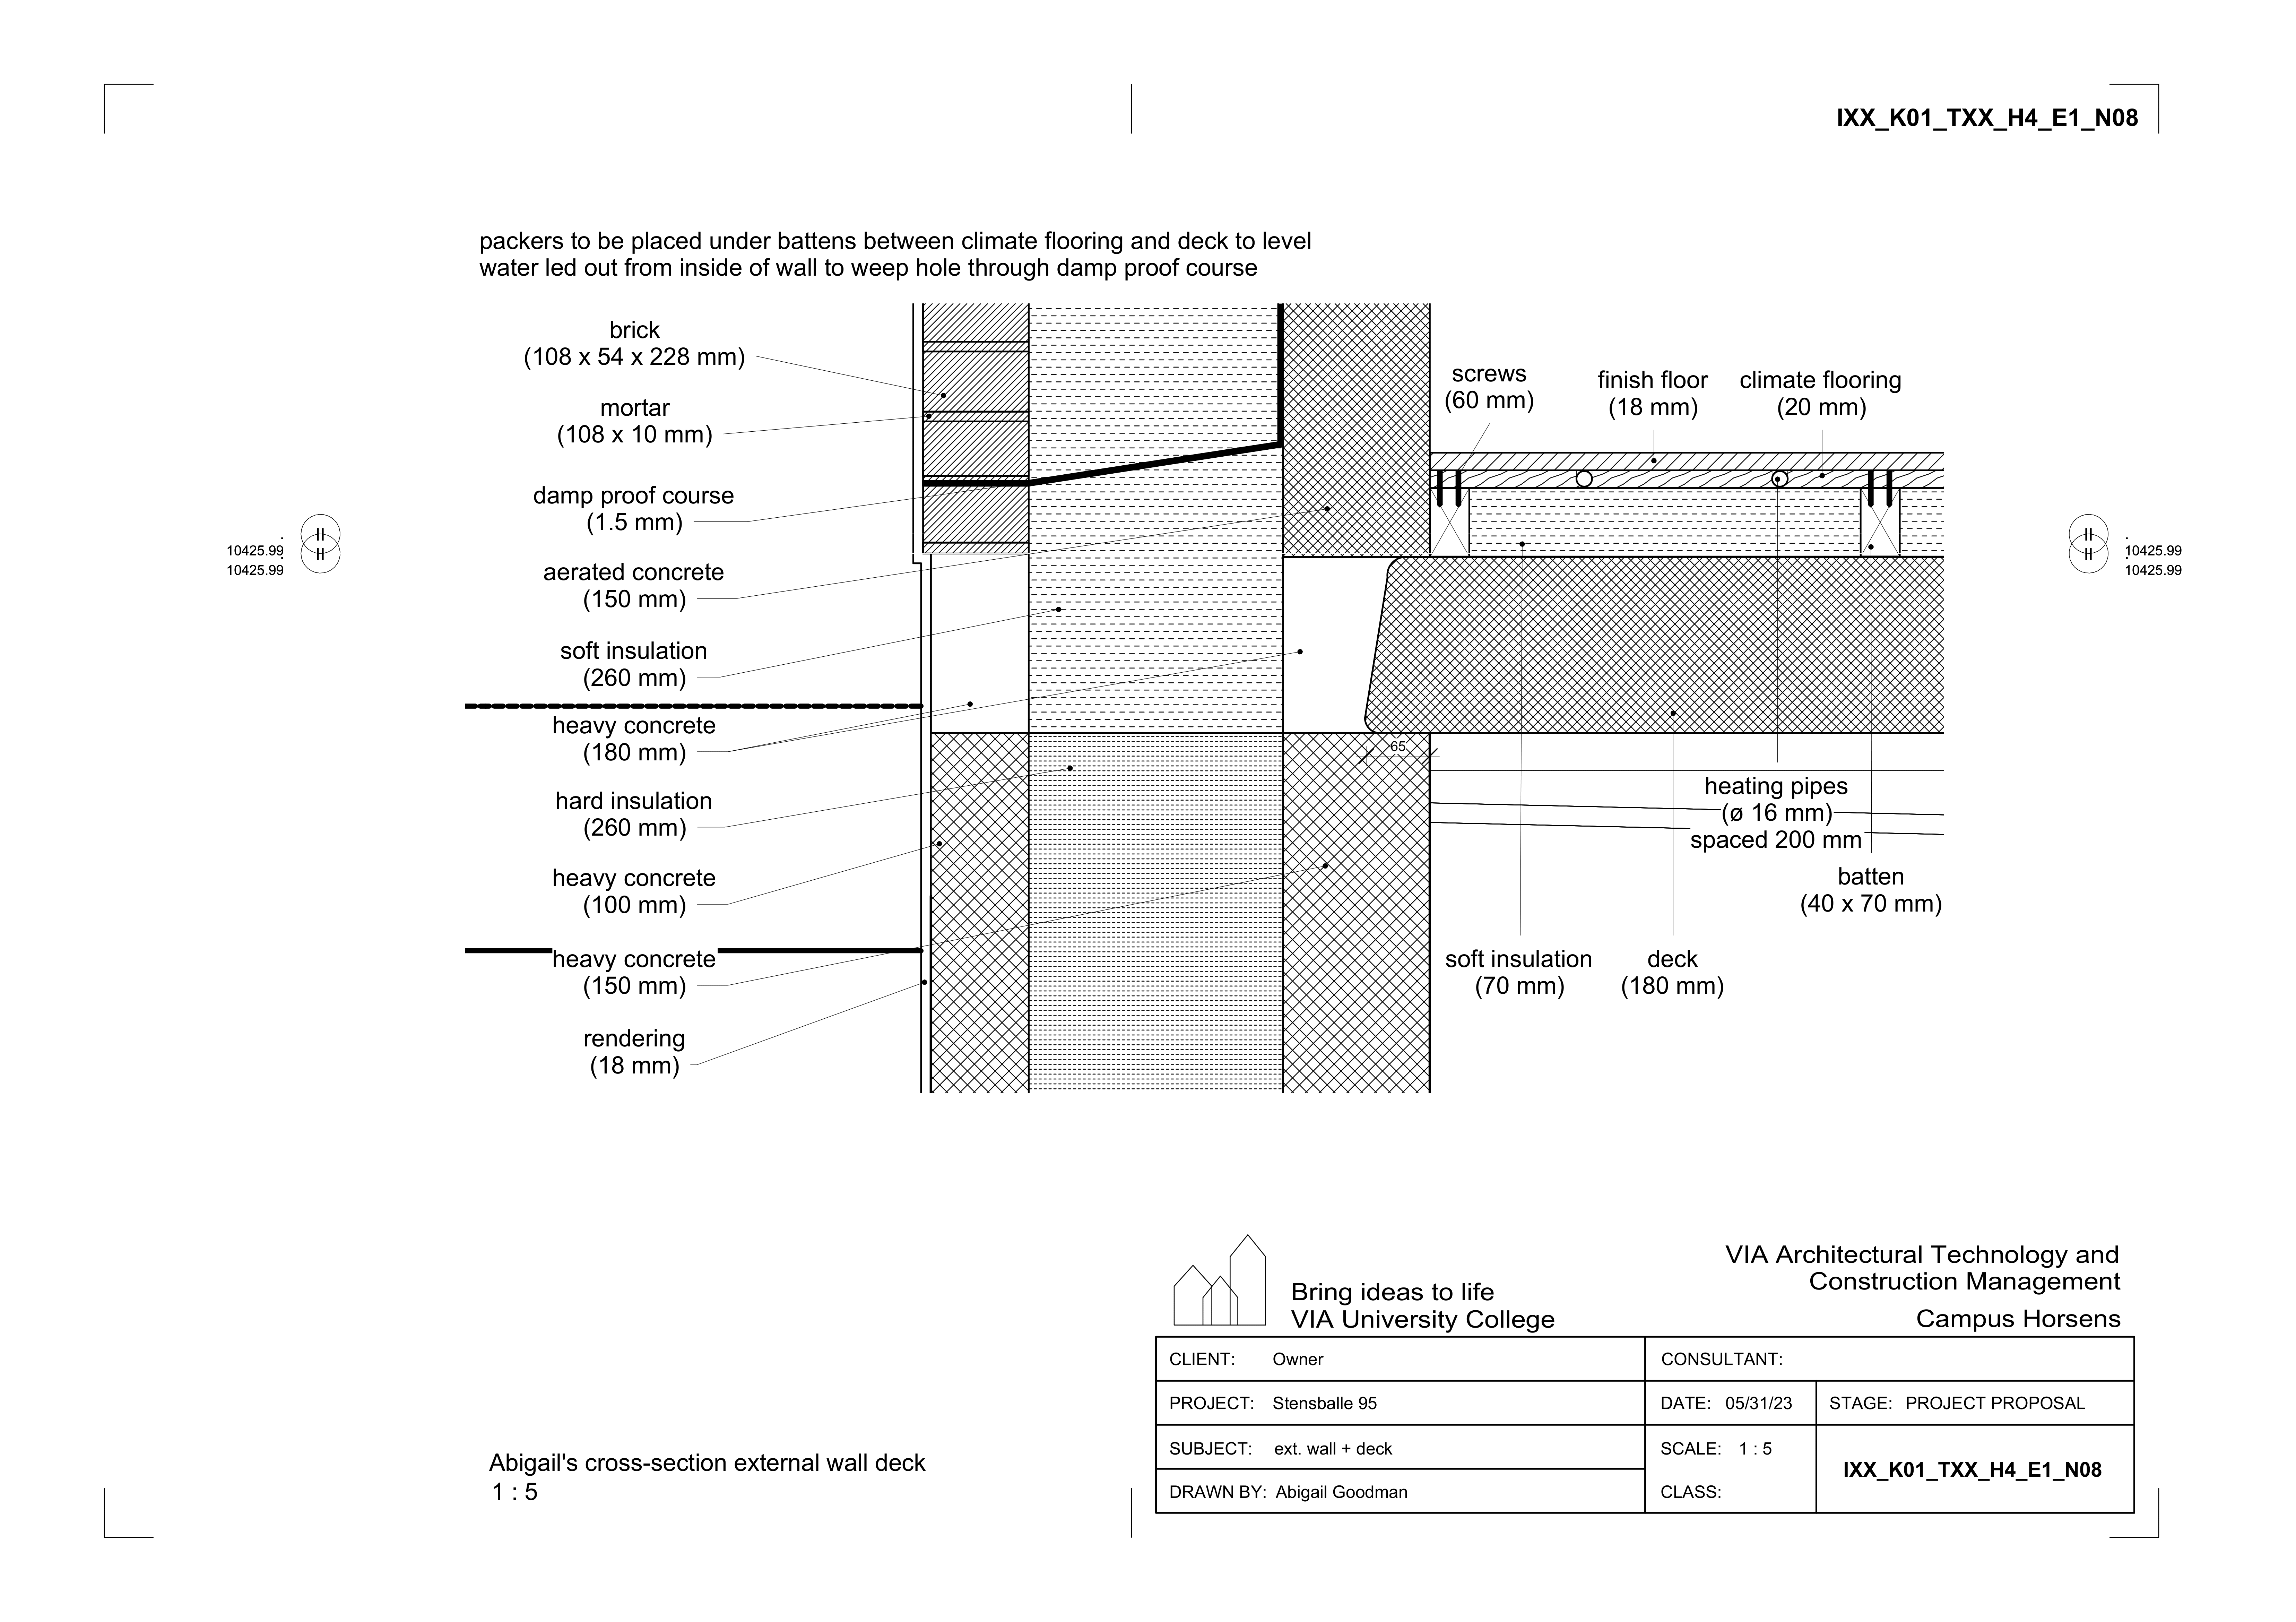 IXX_K01_TXX_H4_E1_N08
packers to be placed under battens between climate flooring and deck to level
water led out from inside of wall to weep hole through damp proof course
brick
(108 x 54 x 228 mm)
mortar
(108 x 10 mm)
damp proof course
(1.5 mm)
aerated concrete
(150 mm)
soft insulation
(260 mm)
heavy concrete
(180 mm)
hard insulation
(260 mm)
heavy concrete
(100 mm)
heavy concrete
(150 mm)
rendering
(18 mm)
screws
(60 mm)
finish floor
(18 mm)
climate flooring
(20 mm)
10425.99
10425.99
10425.99
10425.99
65
heating pipes
(ø 16 mm)
spaced 200 mm
batten
(40 x 70 mm)
soft insulation
(70 mm)
deck
(180 mm)
Bring ideas to life
VIA University College
VIA Architectural Technology and
Construction Management
Campus Horsens
CLIENT: Owner
CONSULTANT:
PROJECT: Stensballe 95
DATE: 05/31/23
STAGE: PROJECT PROPOSAL
SUBJECT: ext. wall + deck
SCALE: 1 : 5
IXX_K01_TXX_H4_E1_N08
DRAWN BY: Abigail Goodman
CLASS:
Abigail's cross-section external wall deck
1 : 5